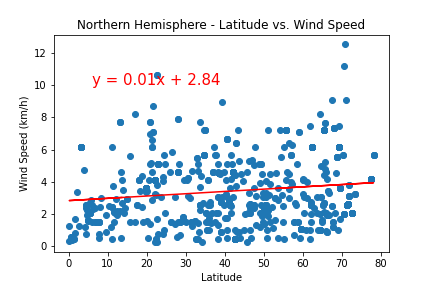 Northern Hemisphere - Latitude vs. Wind Speed
12
10
8
6
4
2
0
Wind Speed (km/h)
y = 0.01x + 2.84
0 10 20 30 40 50 60 70 80
Latitude